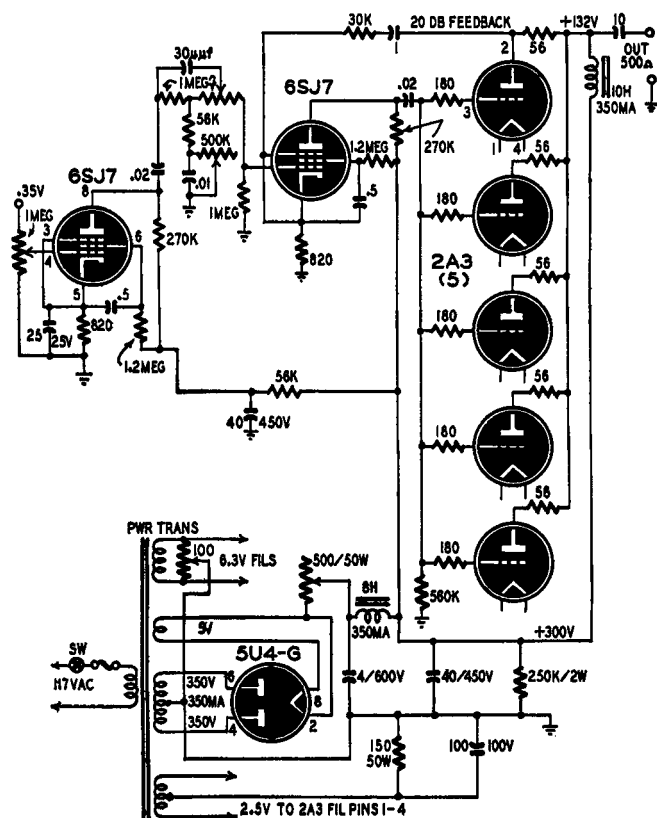 30K
20 DB FEEDBACK
+132V
10
1
2
56
OUT
500Ω
30µµf
1MEG?
6SJ7
.02
180
3
10H
350MA
56K
1 4
56
1.2MEG
270K
500K
6SJ7
.02
.01
.5
180
.35V
8
1MEG
1MEG
3
6
4
270K
820
2A3
(5)
56
5
.5
180
25
25V
820
1.2MEG
56K
56
40 450V
180
56
PWR TRANS
100
6.3V FILS
500/50W
180
8H
350MA
560K
+300V
5V
SW
117VAC
5U4-G
350V
6
350MA
8
350V
4
2
4/600V
40/450V
250K/2W
150
50W
100
100V
2.5V TO 2A3 FIL PINS 1-4